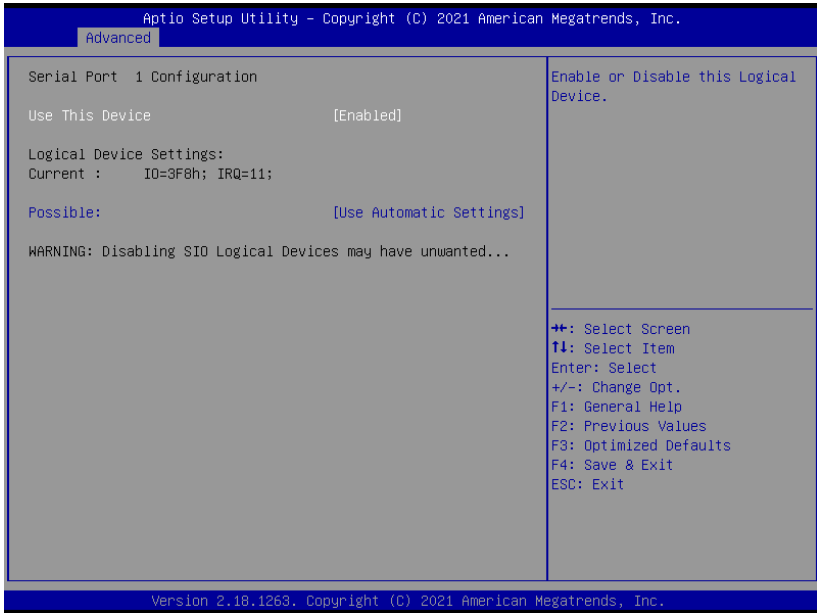 Aptio Setup Utility – Copyright (C) 2021 American Megatrends, Inc.
Advanced
Serial Port 1 Configuration
Use This Device [Enabled]
Logical Device Settings:
Current : IO=3F8h; IRQ=11;
Possible: [Use Automatic Settings]
WARNING: Disabling SIO Logical Devices may have unwanted...
Enable or Disable this Logical
Device.
→←: Select Screen
↑↓: Select Item
Enter: Select
+/-: Change Opt.
F1: General Help
F2: Previous Values
F3: Optimized Defaults
F4: Save & Exit
ESC: Exit
Version 2.18.1263. Copyright (C) 2021 American Megatrends, Inc.